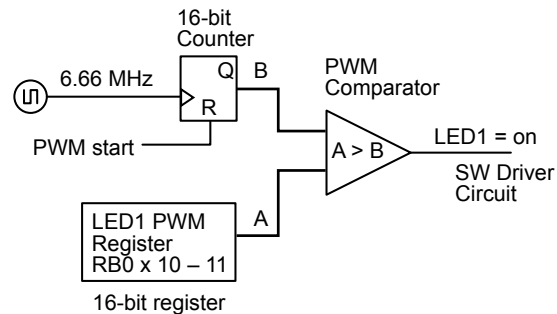 16-bit
Counter
6.66 MHz
Q
B
R
PWM start
PWM
Comparator
A > B
LED1 = on
SW Driver
Circuit
LED1 PWM
Register
RB0 x 10 – 11
A
16-bit register